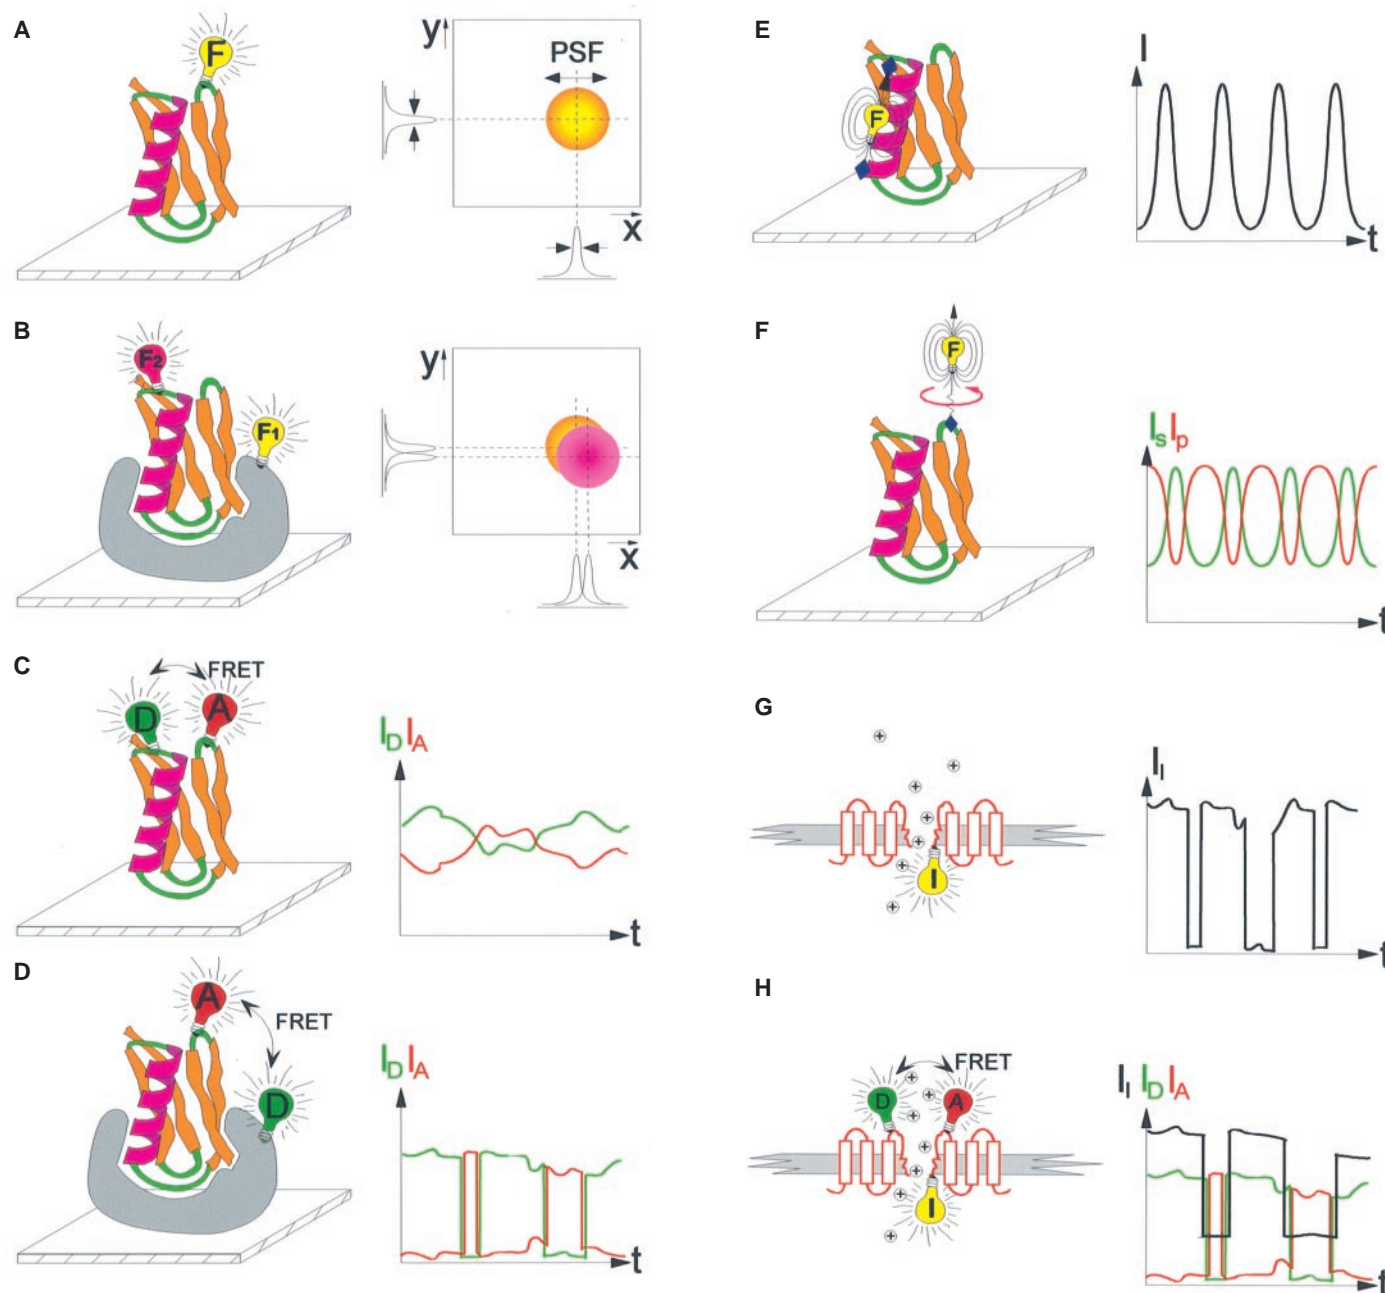 A
F
y
PSF
x
B
F2
F1
y
x
C
FRET
D
A
ID IA
t
D
A
FRET
D
ID IA
t
E
F
I
t
F
F
Is Ip
t
G
+
+
+
+
+
+
+
I
II
t
H
FRET
D
A
+
+
+
+
+
+
+
I
II ID IA
t